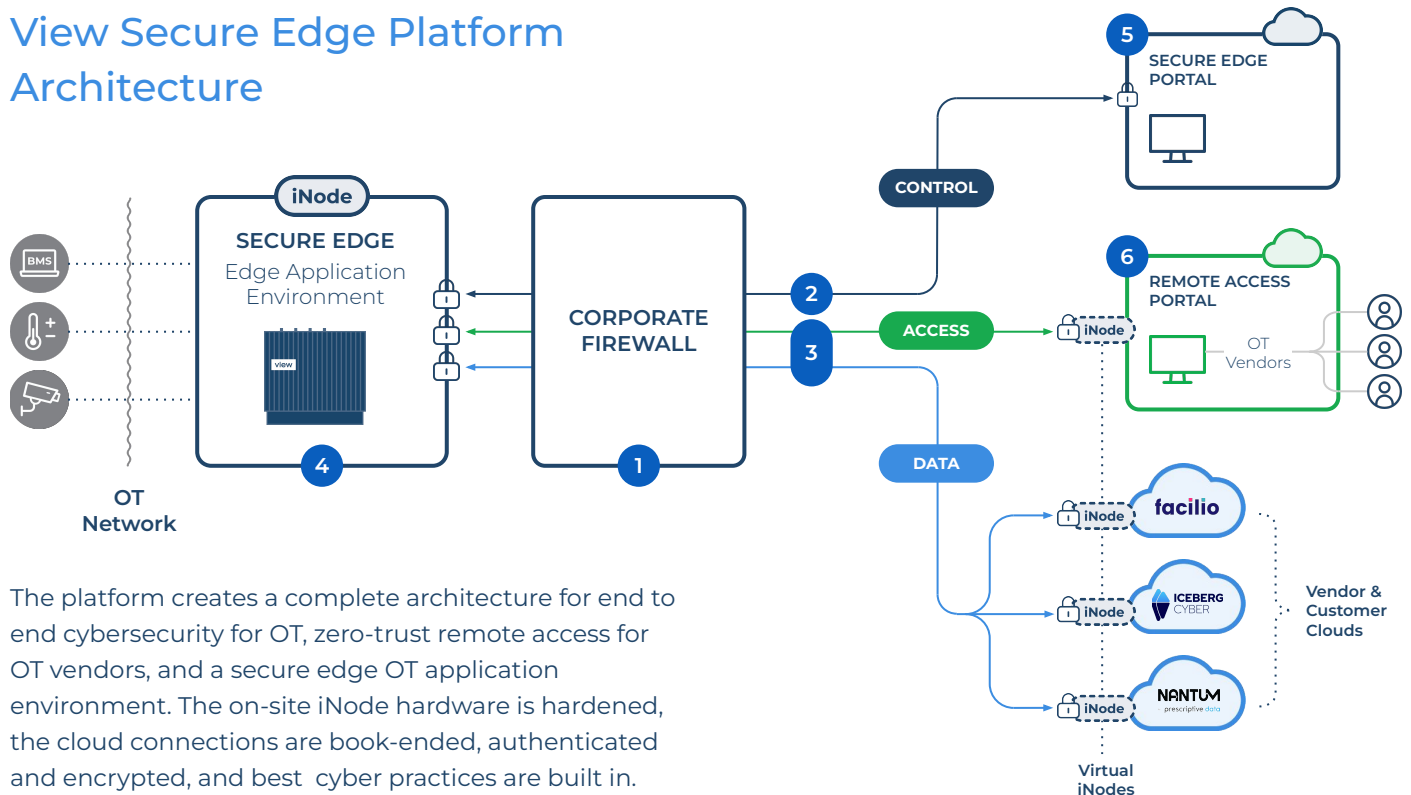 View Secure Edge Platform
Architecture
5
SECURE EDGE
PORTAL
CONTROL
iNode
SECURE EDGE
Edge Application
Environment
view
4
BMS
OT
Network
CORPORATE
FIREWALL
1
2
3
ACCESS
DATA
6
REMOTE ACCESS
PORTAL
iNode
OT
Vendors
iNode
facilio
iNode
ICEBERG
CYBER
iNode
NANTUM
prescriptive data
Vendor &
Customer
Clouds
Virtual
iNodes
The platform creates a complete architecture for end to
end cybersecurity for OT, zero-trust remote access for
OT vendors, and a secure edge OT application
environment. The on-site iNode hardware is hardened,
the cloud connections are book-ended, authenticated
and encrypted, and best  cyber practices are built in.